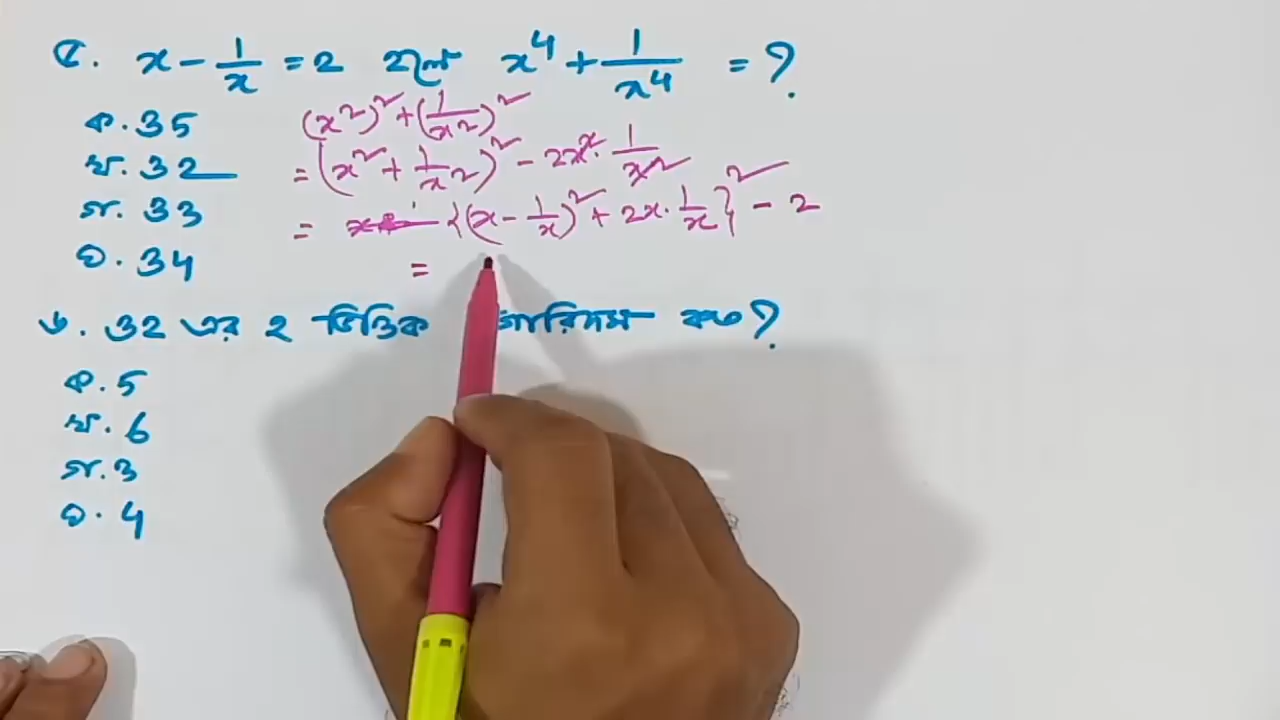 ৫. x - 1/x = 2 হলে x⁴ + 1/x⁴ = ?
ক. 35
খ. 32
গ. 33
ঘ. 34
(x²)² + (1/x²)²
= (x² + 1/x²)² - 2x². 1/x²
= {(x - 1/x)² + 2x. 1/x}² - 2
=
৬. 32 এর 2 ভিত্তিক কত?
ক. 5
খ. 6
গ. 3
ঘ. 4